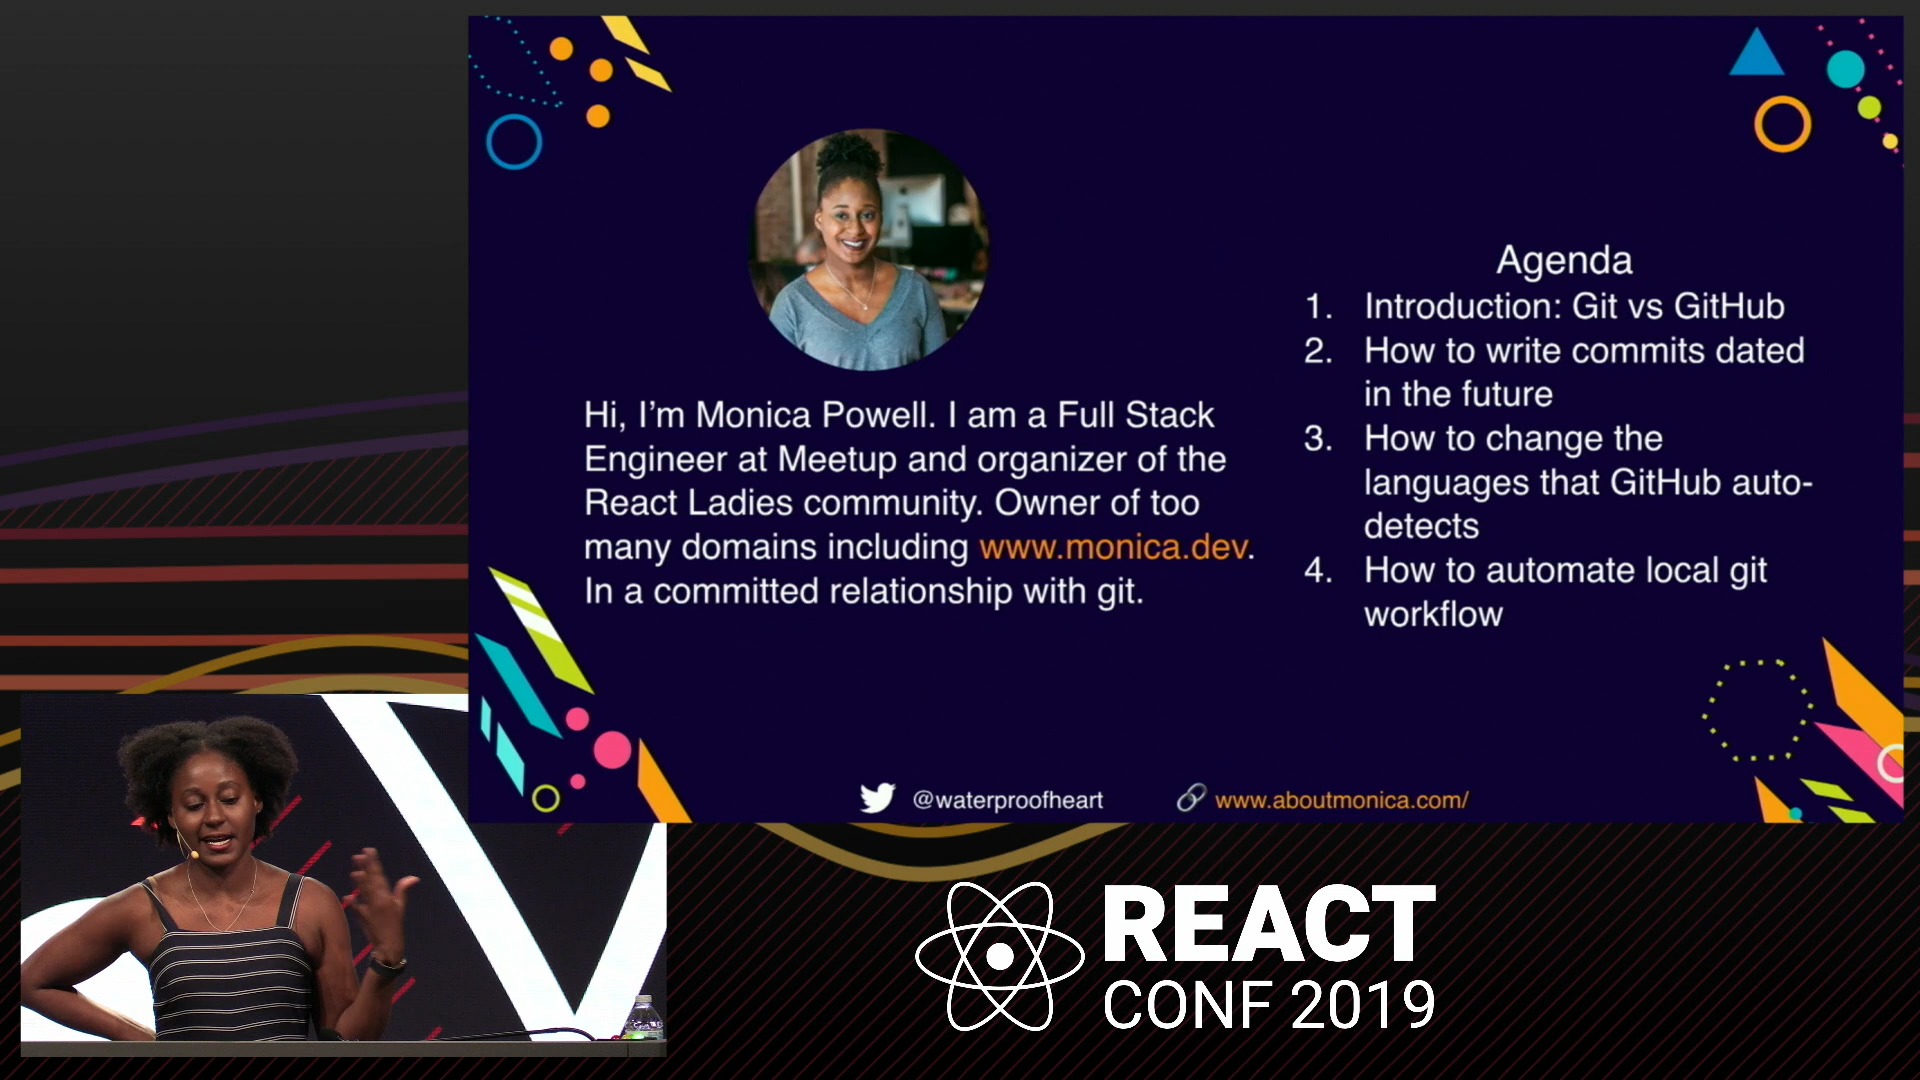 Hi, I’m Monica Powell. I am a Full Stack
Engineer at Meetup and organizer of the
React Ladies community. Owner of too
many domains including www.monica.dev.
In a committed relationship with git.
Agenda
1. Introduction: Git vs GitHub
2. How to write commits dated
in the future
3. How to change the
languages that GitHub auto-
detects
4. How to automate local git
workflow
@waterproofheart
www.aboutmonica.com/
REACT
CONF 2019